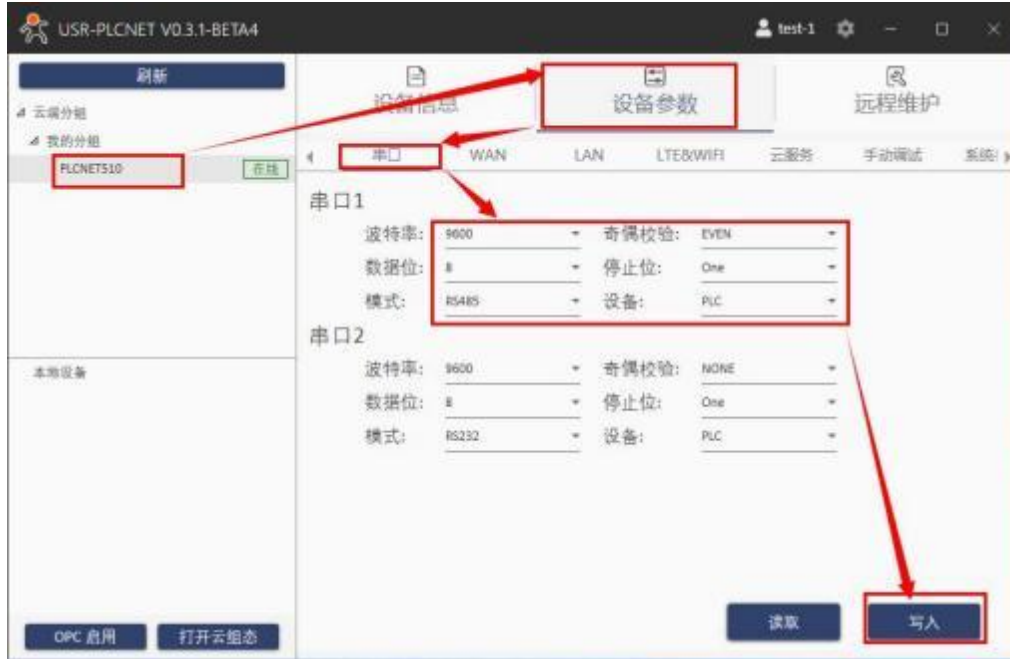 USR-PLCNET V0.3.1-BETA4
test-1
刷新
云端分组
我的分组
PLCNET510
在线
本地设备
OPC 启用
打开云组态
设备信息
设备参数
远程维护
串口
WAN
LAN
LTE&WIFI
云服务
手动调试
串口1
波特率: 9600 奇偶校验: EVEN
数据位: 8 停止位: One
模式: RS485 设备: PLC
串口2
波特率: 9600 奇偶校验: NONE
数据位: 8 停止位: One
模式: RS232 设备: PLC
读取
写入